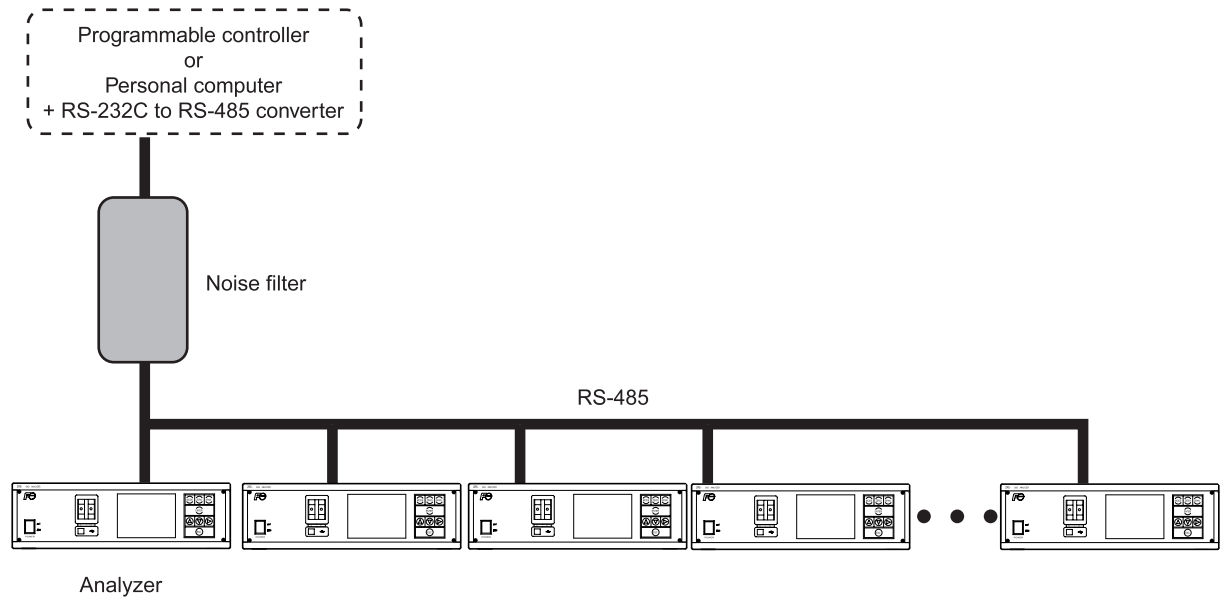 Programmable controller
or
Personal computer
+ RS-232C to RS-485 converter
Noise filter
RS-485
Analyzer